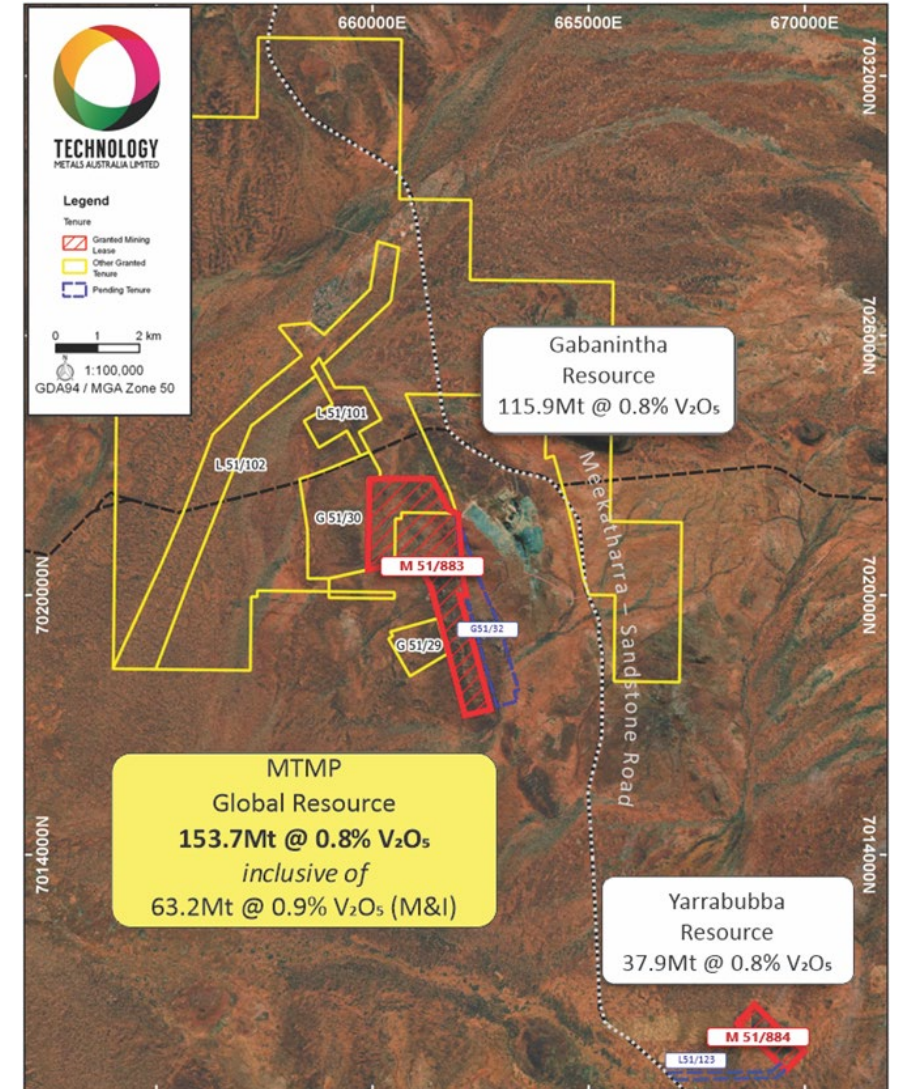 660000E
665000E
670000E
7032000N
TECHNOLOGY
METALS AUSTRALIA LIMITED
Legend
Tenure
Granted Mining
Lease
Other Granted
Tenure
Pending Tenure
0 1 2 km
N
1:100,000
GDA94 / MGA Zone 50
7026000N
Gabanintha
Resource
115.9Mt @ 0.8% V₂O₅
L 51/101
L 51/102
Meekatharra – Sandstone Road
G 51/30
M 51/883
7020000N
7020000N
G51/32
G 51/29
MTMP
Global Resource
153.7Mt @ 0.8% V₂O₅
inclusive of
63.2Mt @ 0.9% V₂O₅ (M&I)
7014000N
7014000N
Yarrabubba
Resource
37.9Mt @ 0.8% V₂O₅
M 51/884
L51/123